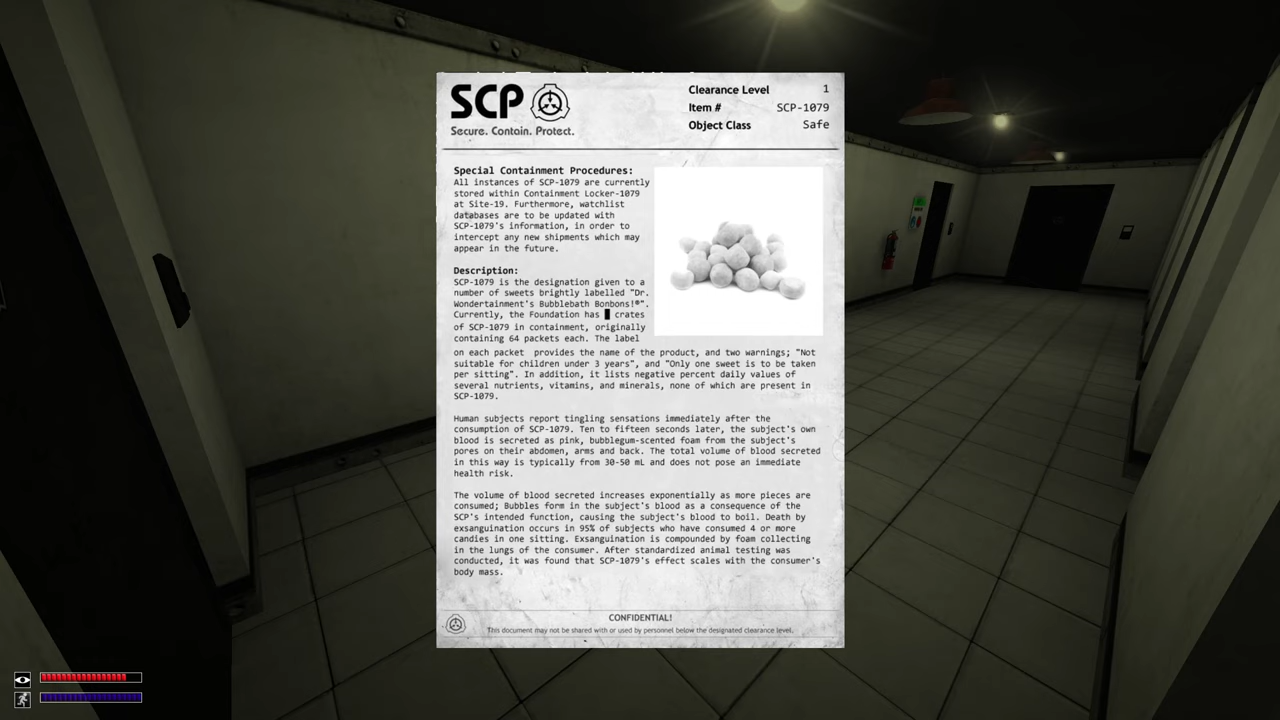 SCP
Secure. Contain. Protect.
Clearance Level 1
Item # SCP-1079
Object Class Safe
Special Containment Procedures:
All instances of SCP-1079 are currently
stored within Containment Locker-1079
at Site-19. Furthermore, watchlist
databases are to be updated with
SCP-1079's information, in order to
intercept any new shipments which may
appear in the future.
Description:
SCP-1079 is the designation given to a
number of sweets brightly labelled "Dr.
Wondertainment's Bubblebath Bonbons!®".
Currently, the Foundation has █ crates
of SCP-1079 in containment, originally
containing 64 packets each. The label
on each packet provides the name of the product, and two warnings; "Not
suitable for children under 3 years", and "Only one sweet is to be taken
per sitting". In addition, it lists negative percent daily values of
several nutrients, vitamins, and minerals, none of which are present in
SCP-1079.
Human subjects report tingling sensations immediately after the
consumption of SCP-1079. Ten to fifteen seconds later, the subject's own
blood is secreted as pink, bubblegum-scented foam from the subject's
pores on their abdomen, arms and back. The total volume of blood secreted
in this way is typically from 30-50 mL and does not pose an immediate
health risk.
The volume of blood secreted increases exponentially as more pieces are
consumed; Bubbles form in the subject's blood as a consequence of the
SCP's intended function, causing the subject's blood to boil. Death by
exsanguination occurs in 95% of subjects who have consumed 4 or more
candies in one sitting. Exsanguination is compounded by foam collecting
in the lungs of the consumer. After standardized animal testing was
conducted, it was found that SCP-1079's effect scales with the consumer's
body mass.
CONFIDENTIAL!
This document may not be shared with or used by personnel below the designated clearance level.